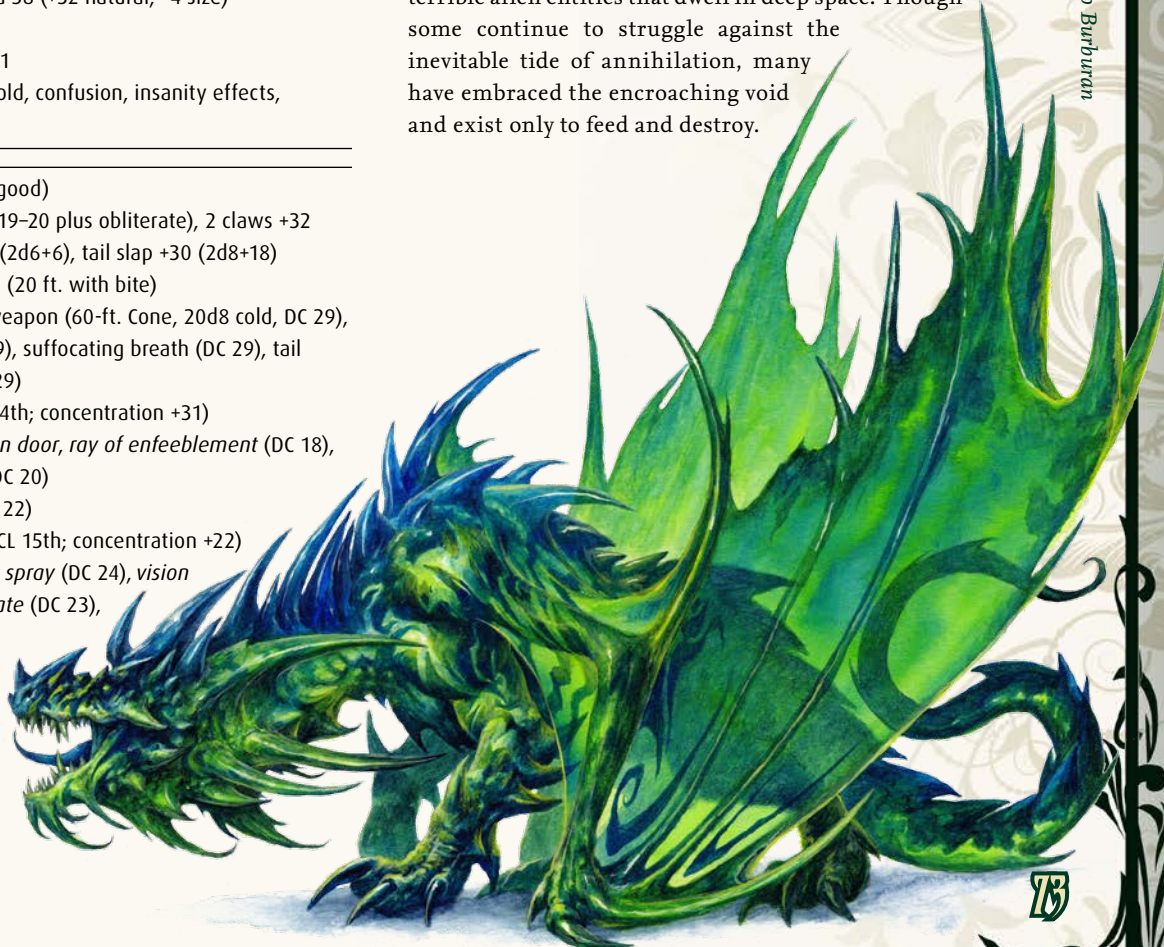 (+32 natural, −4 size)
1
old, confusion, insanity effects,
good)
19–20 plus obliterate), 2 claws +32
(2d6+6), tail slap +30 (2d8+18)
(20 ft. with bite)
weapon (60-ft. Cone, 20d8 cold, DC 29),
9), suffocating breath (DC 29), tail
29)
4th; concentration +31)
n door, ray of enfeeblement (DC 18),
DC 20)
22)
CL 15th; concentration +22)
spray (DC 24), vision
ate (DC 23),
terrible alien entities that dwell in deep space. Though
some continue to struggle against the
inevitable tide of annihilation, many
have embraced the encroaching void
and exist only to feed and destroy.
o Burburan
73